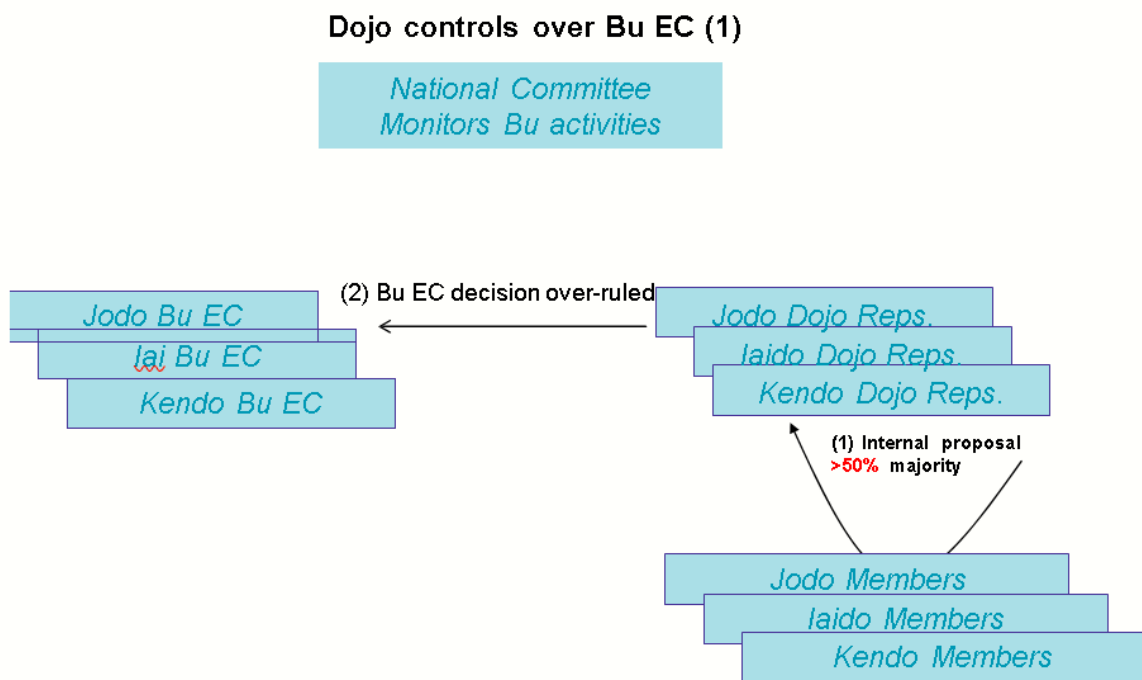 Dojo controls over Bu EC (1)
National Committee
Monitors Bu activities
(2) Bu EC decision over-ruled
Jodo Bu EC
Iai Bu EC
Kendo Bu EC
Jodo Dojo Reps.
Iaido Dojo Reps.
Kendo Dojo Reps.
(1) Internal proposal
>50% majority
Jodo Members
Iaido Members
Kendo Members